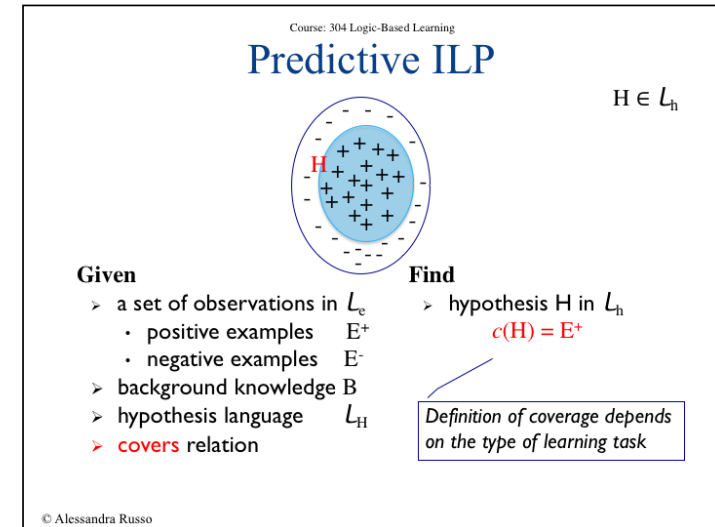 Course: 304 Logic-Based Learning
Predictive ILP
H ∈ Lh
H
Given
➢ a set of observations in Le
• positive examples E+
• negative examples E-
➢ background knowledge B
➢ hypothesis language LH
➢ covers relation
Find
➢ hypothesis H in Lh
c(H) = E+
Definition of coverage depends
on the type of learning task
© Alessandra Russo